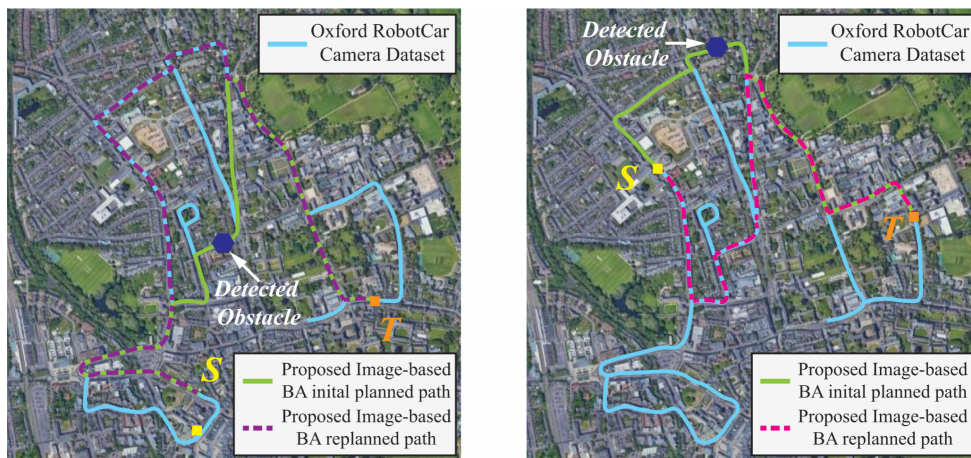 Oxford RobotCar
Camera Dataset
Detected
Obstacle
S
T
Proposed Image-based
BA inital planned path
Proposed Image-based
BA replanned path
Detected
Obstacle
Oxford RobotCar
Camera Dataset
S
T
Proposed Image-based
BA inital planned path
Proposed Image-based
BA replanned path